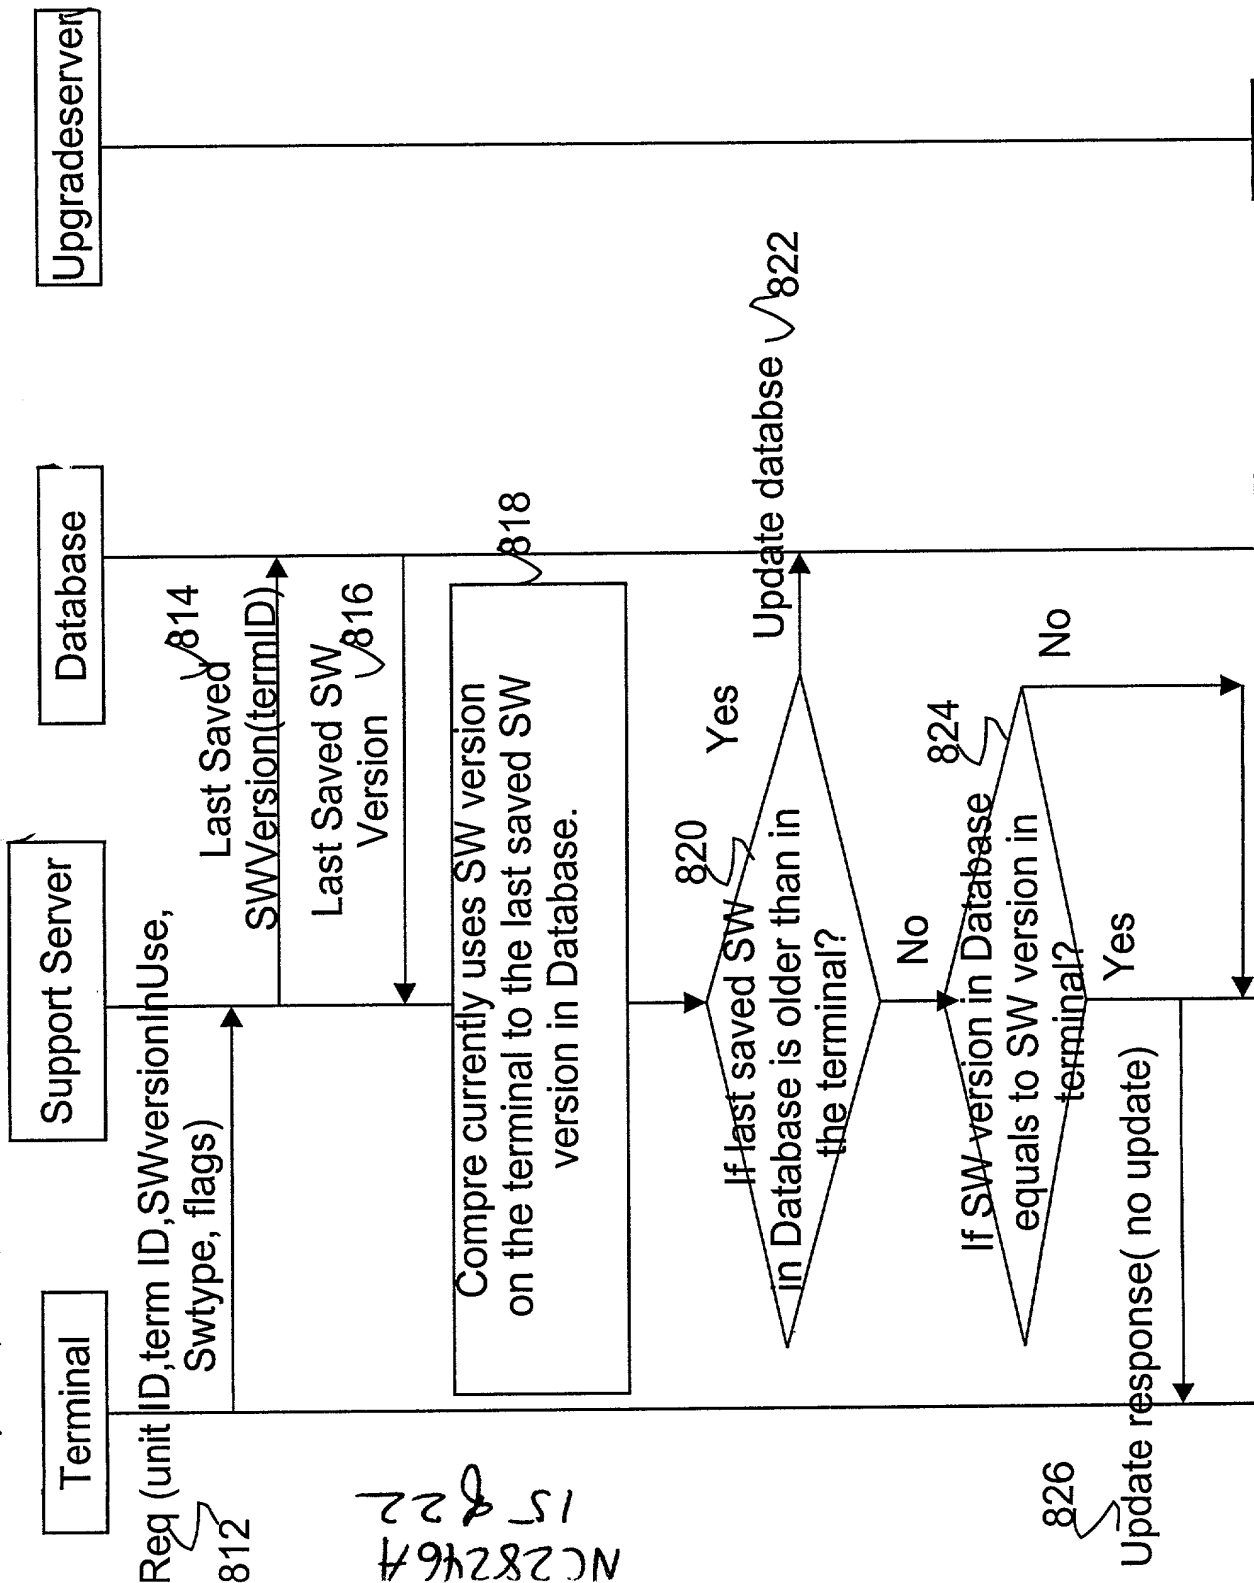 Terminal
Support Server
Database
Upgradeserver
Req (unit ID,term ID,SWversionInUse,
Swtype, flags)
812
Last Saved
SWVersion(termID)
814
Last Saved SW
Version
816
Compre currently uses SW version
on the terminal to the last saved SW
version in Database.
818
If last saved SW
in Database is older than in
the terminal?
820
Yes
Update databse
822
No
If SW version in Database
equals to SW version in
terminal?
824
No
Yes
826
Update response( no update)
NC28246A
15 822